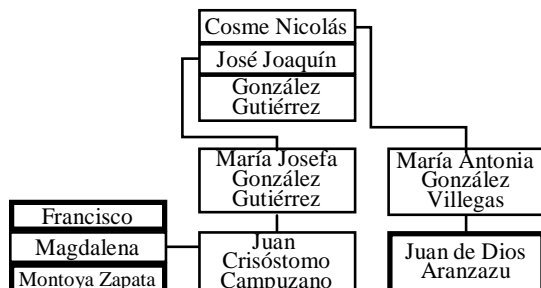 Cosme Nicolás
José Joaquín
González
Gutiérrez
María Josefa
González
Gutiérrez
María Antonia
González
Villegas
Francisco
Magdalena
Montoya Zapata
Juan
Crisóstomo
Campuzano
Juan de Dios
Aranzazu